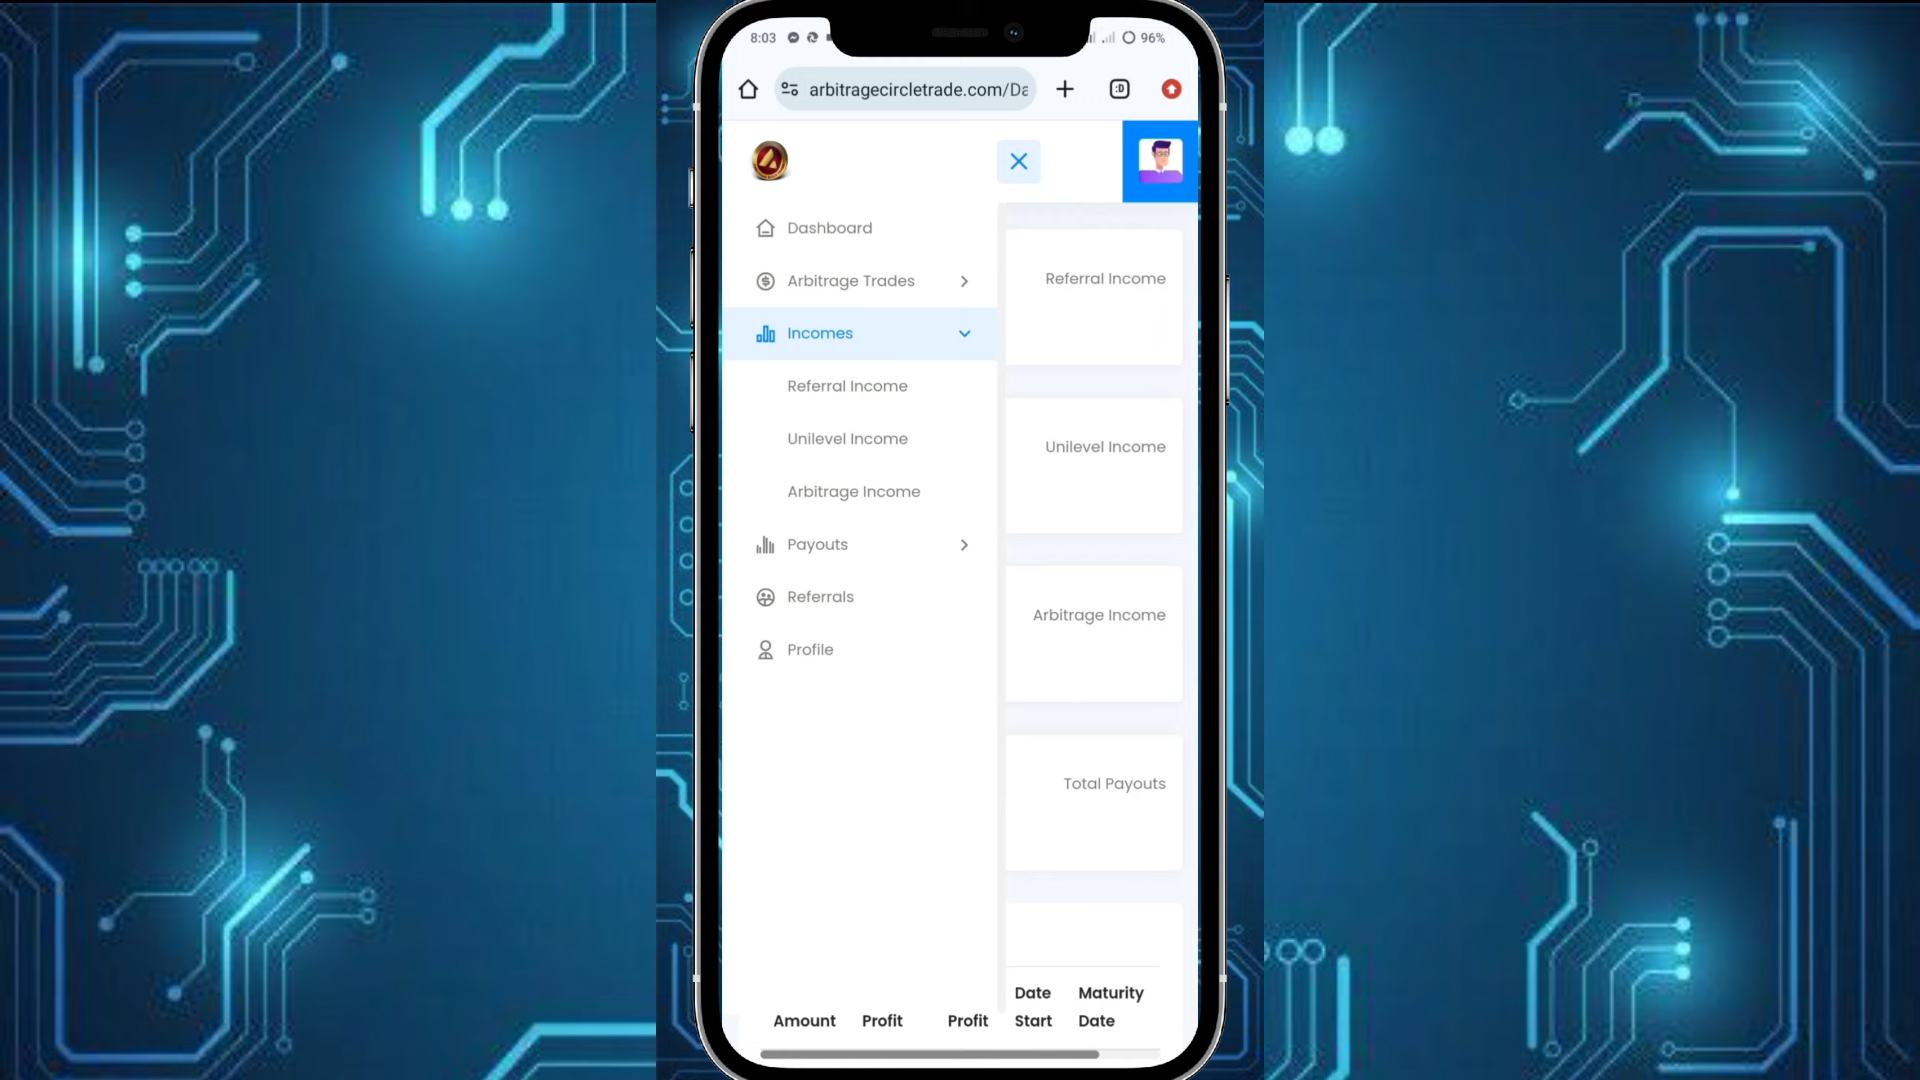 8:03
96%
arbitragecircletrade.com/Da
:D
Dashboard
Arbitrage Trades
Incomes
Referral Income
Unilevel Income
Arbitrage Income
Payouts
Referrals
Profile
Referral Income
Unilevel Income
Arbitrage Income
Total Payouts
Amount Profit Profit Date Start Maturity Date